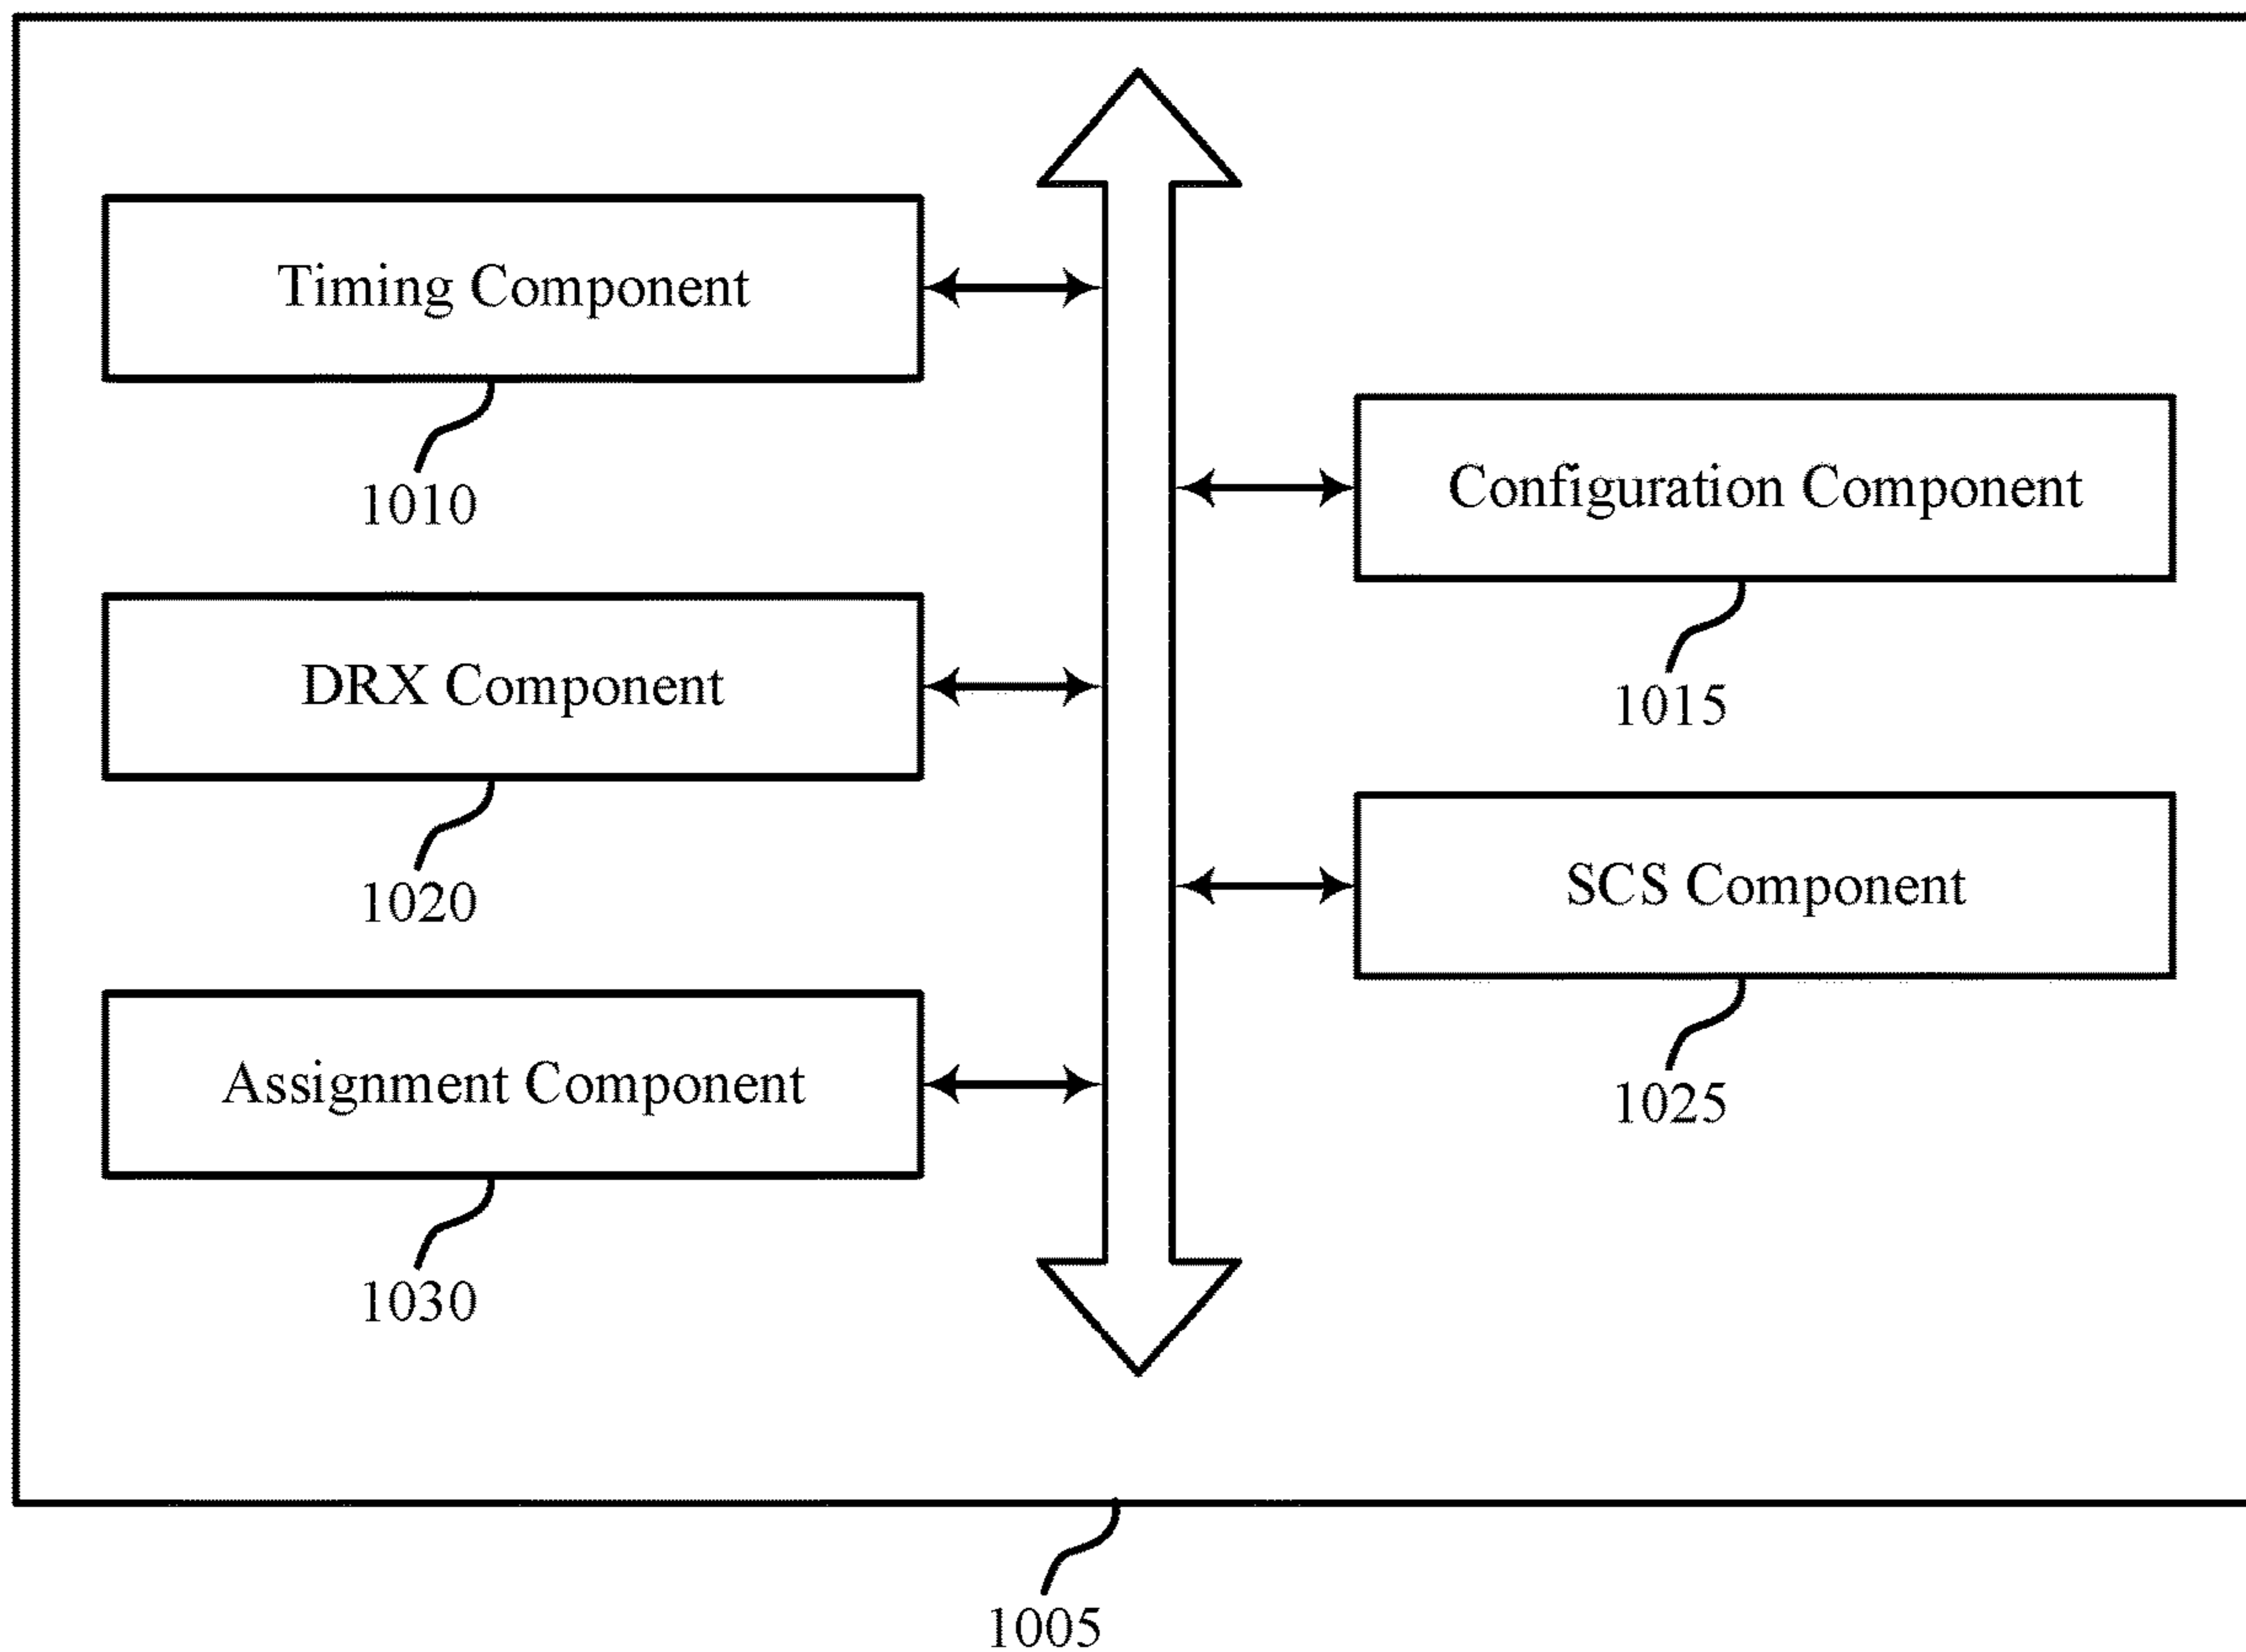 Timing Component
1010
Configuration Component
1015
DRX Component
1020
SCS Component
1025
Assignment Component
1030
1005